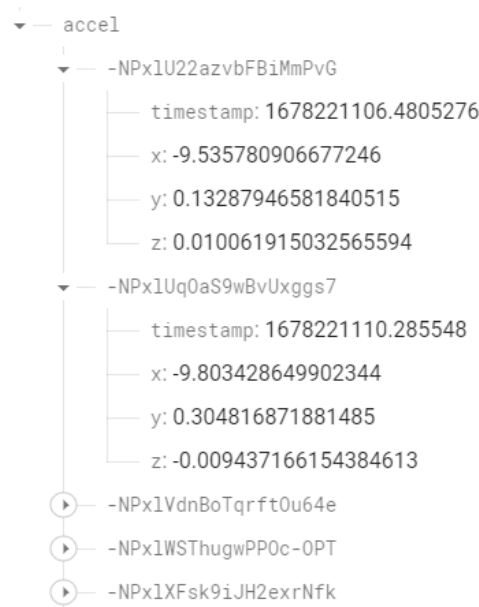 accel
-NPxlU22azvbFBiMmPvG
timestamp: 1678221106.4805276
x: -9.535780906677246
y: 0.13287946581840515
z: 0.010061915032565594
-NPxlUqOaS9wBvUxggs7
timestamp: 1678221110.285548
x: -9.803428649902344
y: 0.304816871881485
z: -0.009437166154384613
-NPxlVdnBoTqrftOu64e
-NPxlWSThugwPPOc-OPT
-NPxlXFsk9iJH2exrNfk